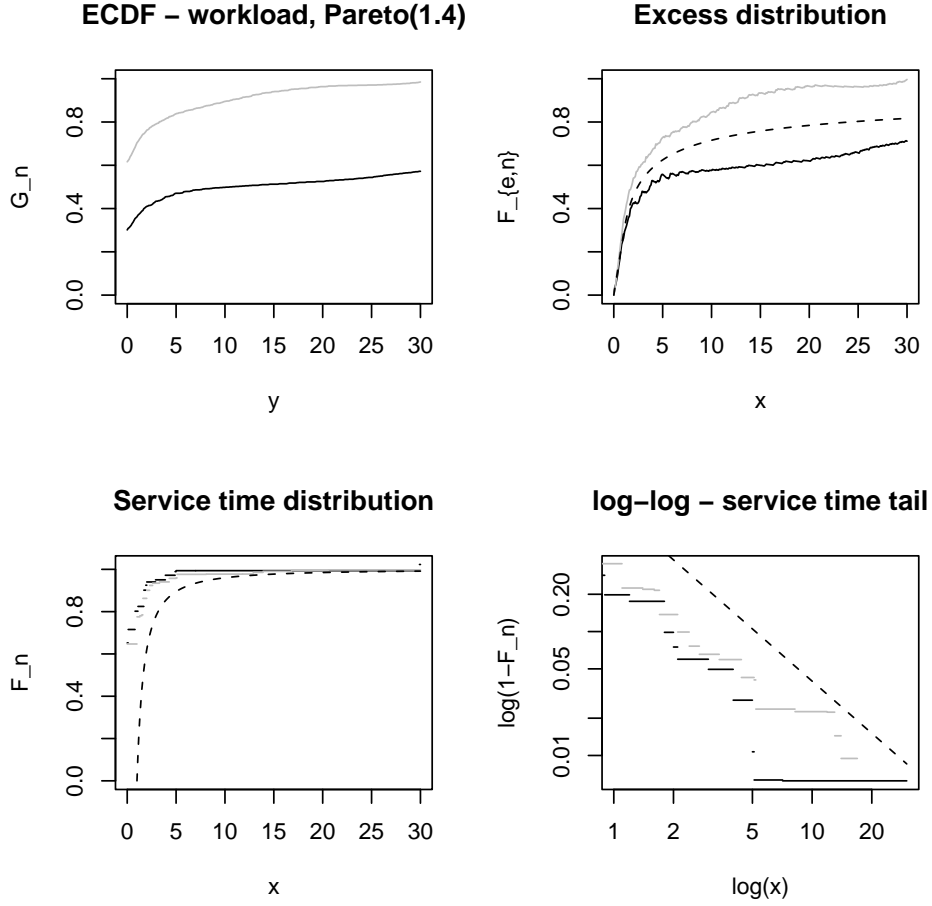 ECDF − workload, Pareto(1.4)
G_n
0.0 0.4 0.8
0 5 10 15 20 25 30
y
Excess distribution
F_{e,n}
0.0 0.4 0.8
0 5 10 15 20 25 30
x
Service time distribution
F_n
0.0 0.4 0.8
0 5 10 15 20 25 30
x
log−log − service time tail
log(1−F_n)
0.01 0.05 0.20
1 2 5 10 20
log(x)